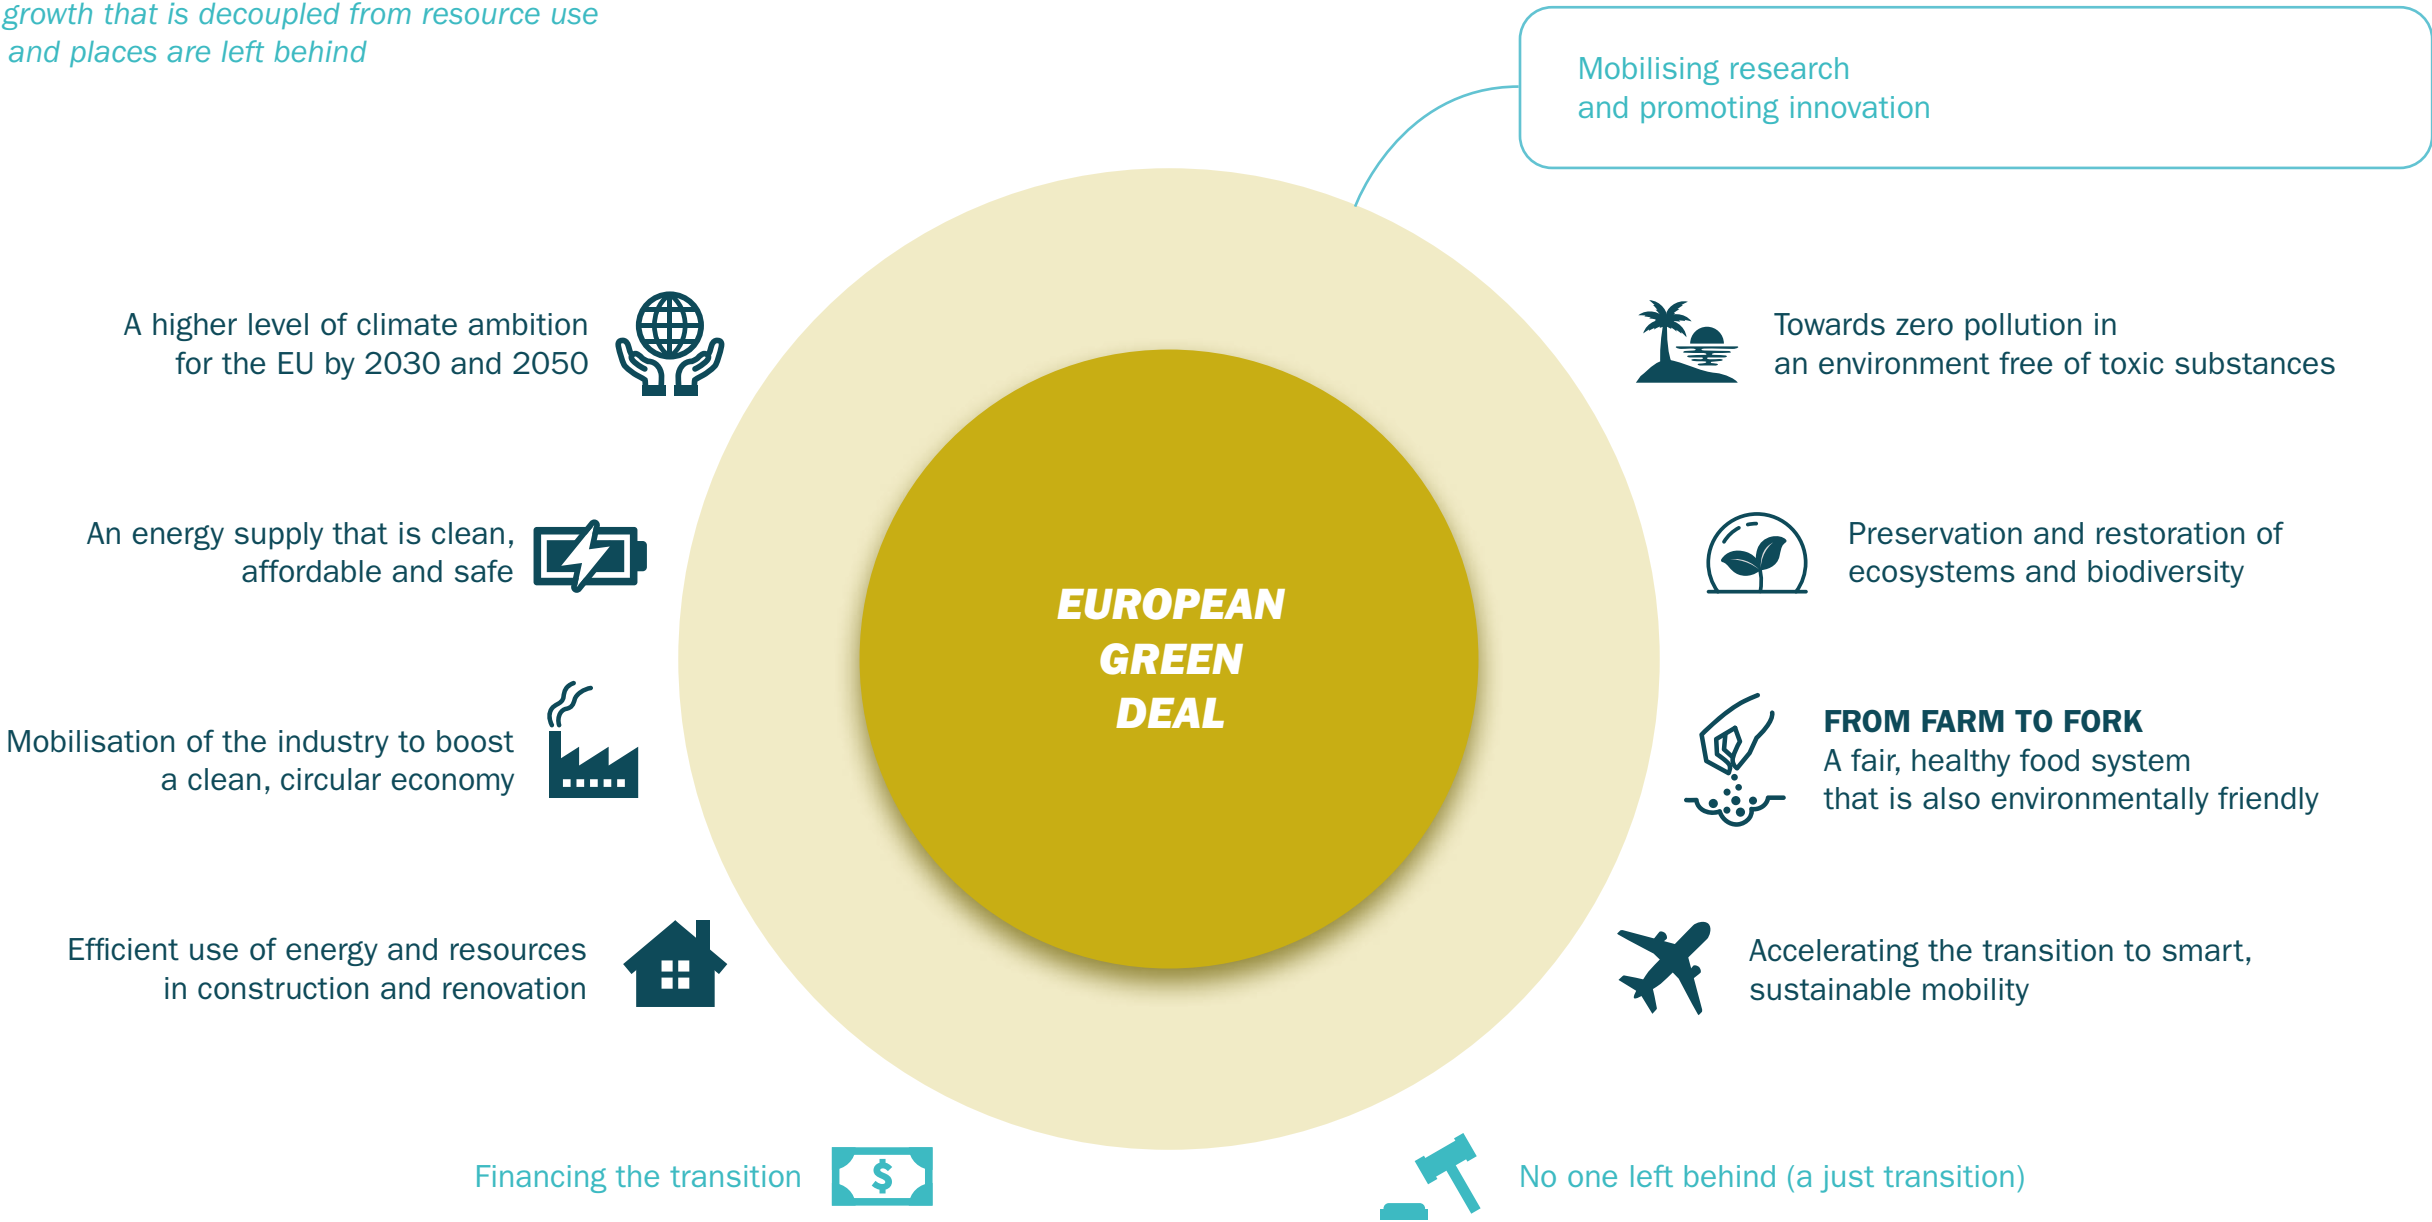 growth that is decoupled from resource use
and places are left behind
Mobilising research
and promoting innovation
A higher level of climate ambition
for the EU by 2030 and 2050
An energy supply that is clean,
affordable and safe
Mobilisation of the industry to boost
a clean, circular economy
Efficient use of energy and resources
in construction and renovation
EUROPEAN
GREEN
DEAL
Towards zero pollution in
an environment free of toxic substances
Preservation and restoration of
ecosystems and biodiversity
FROM FARM TO FORK
A fair, healthy food system
that is also environmentally friendly
Accelerating the transition to smart,
sustainable mobility
Financing the transition
$
No one left behind (a just transition)